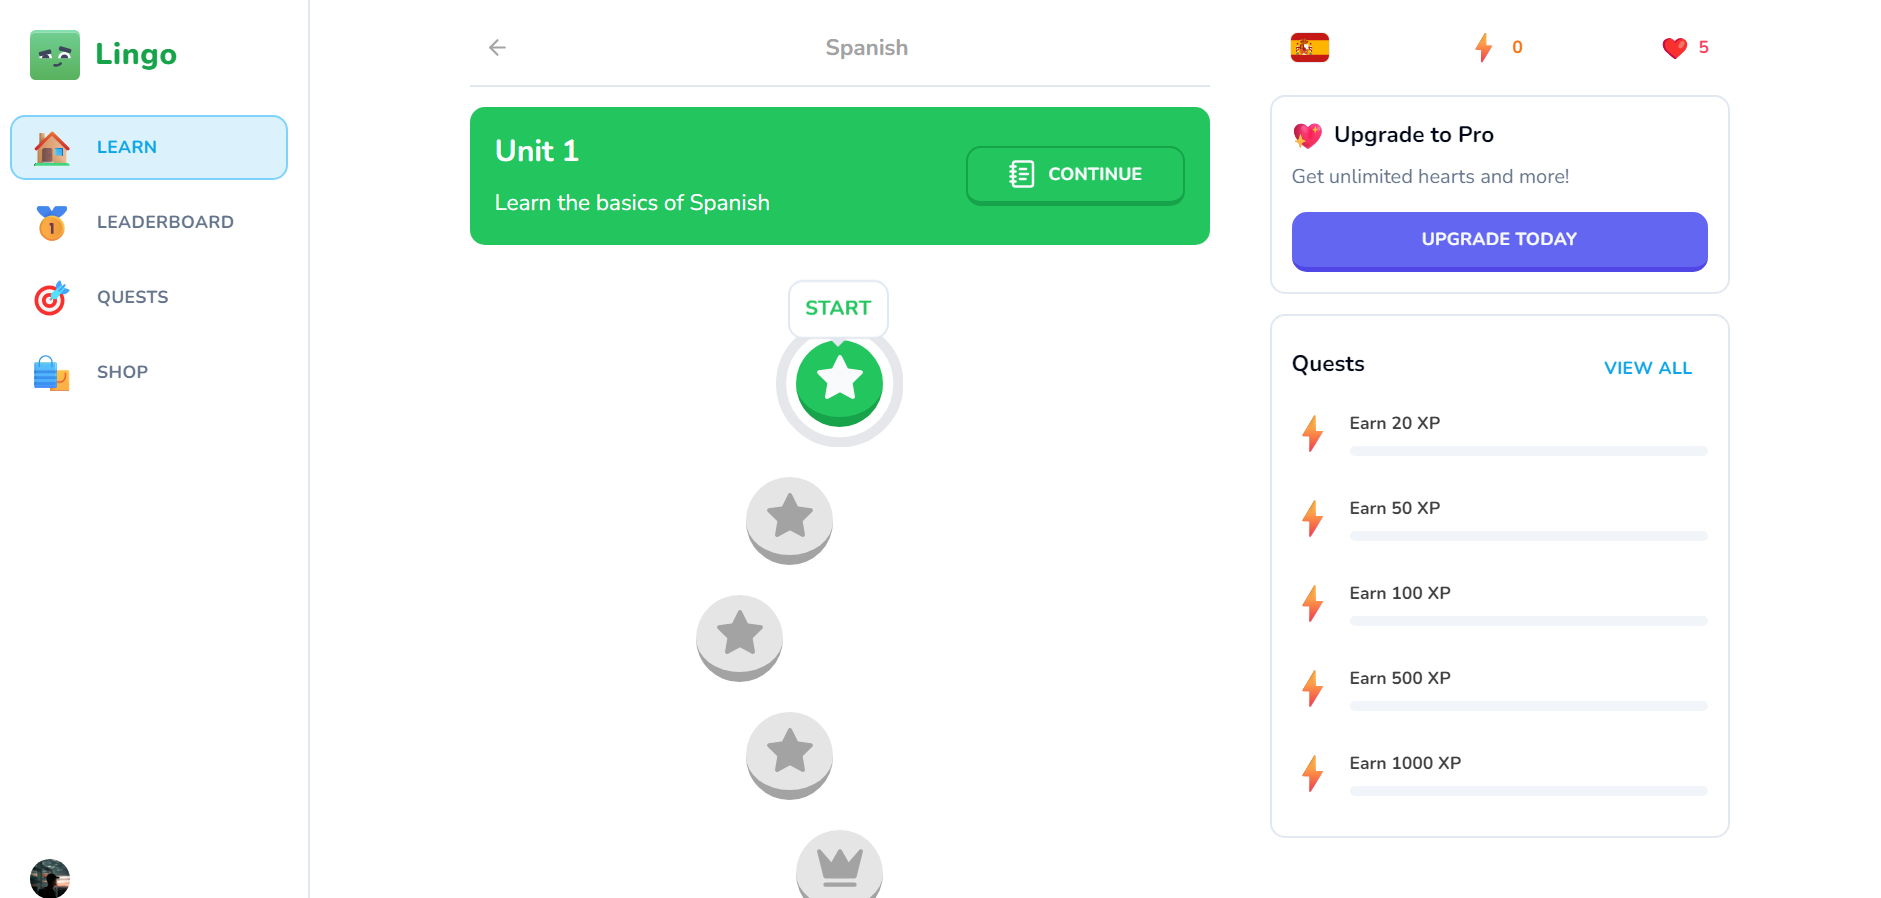 Lingo
LEARN
LEADERBOARD
1
QUESTS
SHOP
Spanish
Unit 1
Learn the basics of Spanish
CONTINUE
START
0
5
Upgrade to Pro
Get unlimited hearts and more!
UPGRADE TODAY
Quests
VIEW ALL
Earn 20 XP
Earn 50 XP
Earn 100 XP
Earn 500 XP
Earn 1000 XP